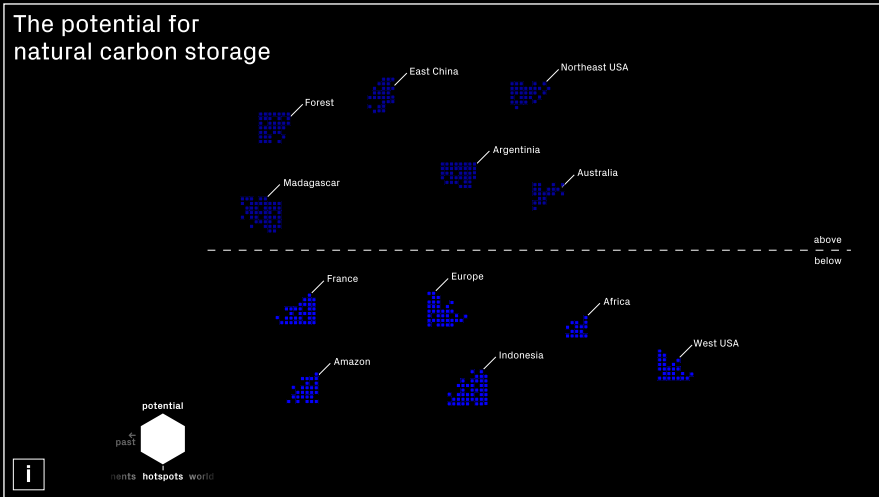 The potential for
natural carbon storage
East China
Northeast USA
Forest
Argentinia
Australia
Madagascar
above
below
France
Europe
Africa
West USA
Indonesia
Amazon
potential
past
nents hotspots world
i